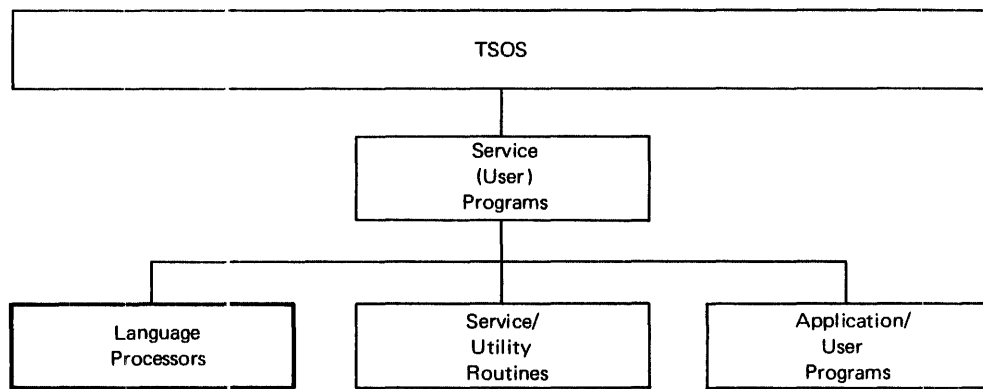 TSOS
Service
(User)
Programs
Language
Processors
Service/
Utility
Routines
Application/
User
Programs